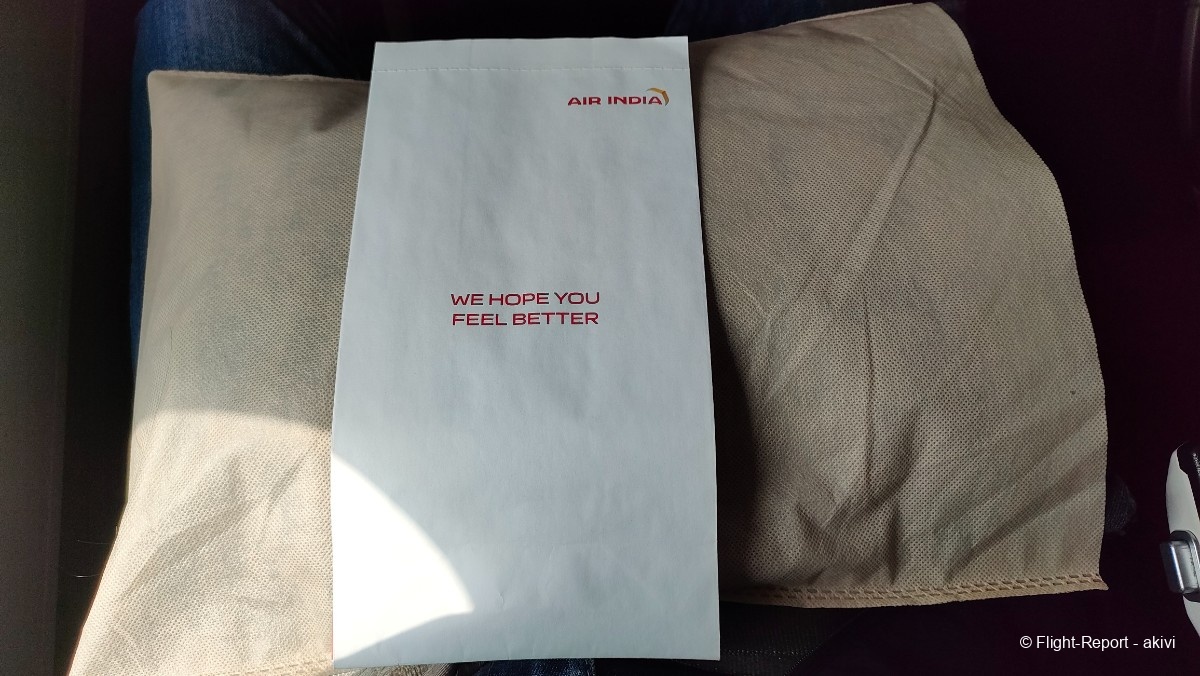 AIR INDIA
WE HOPE YOU
FEEL BETTER
© Flight-Report - akivi